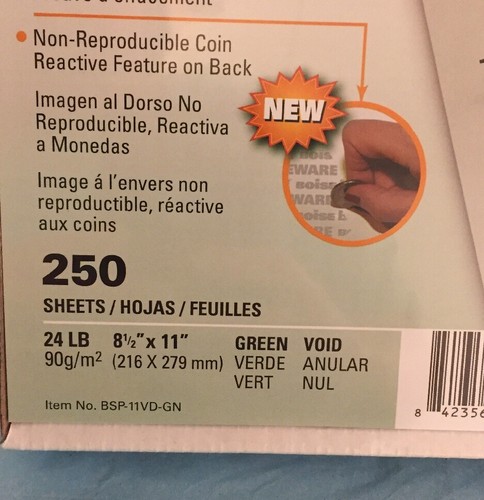 • Non-Reproducible Coin
Reactive Feature on Back
Imagen al Dorso No
Reproducible, Reactiva
a Monedas
Image á l'envers non
reproductible, réactive
aux coins
NEW
250
SHEETS / HOJAS / FEUILLES
24 LB 8½" x 11" GREEN VOID
90g/m² (216 X 279 mm) VERDE ANULAR
VERT NUL
Item No. BSP-11VD-GN
8 42356